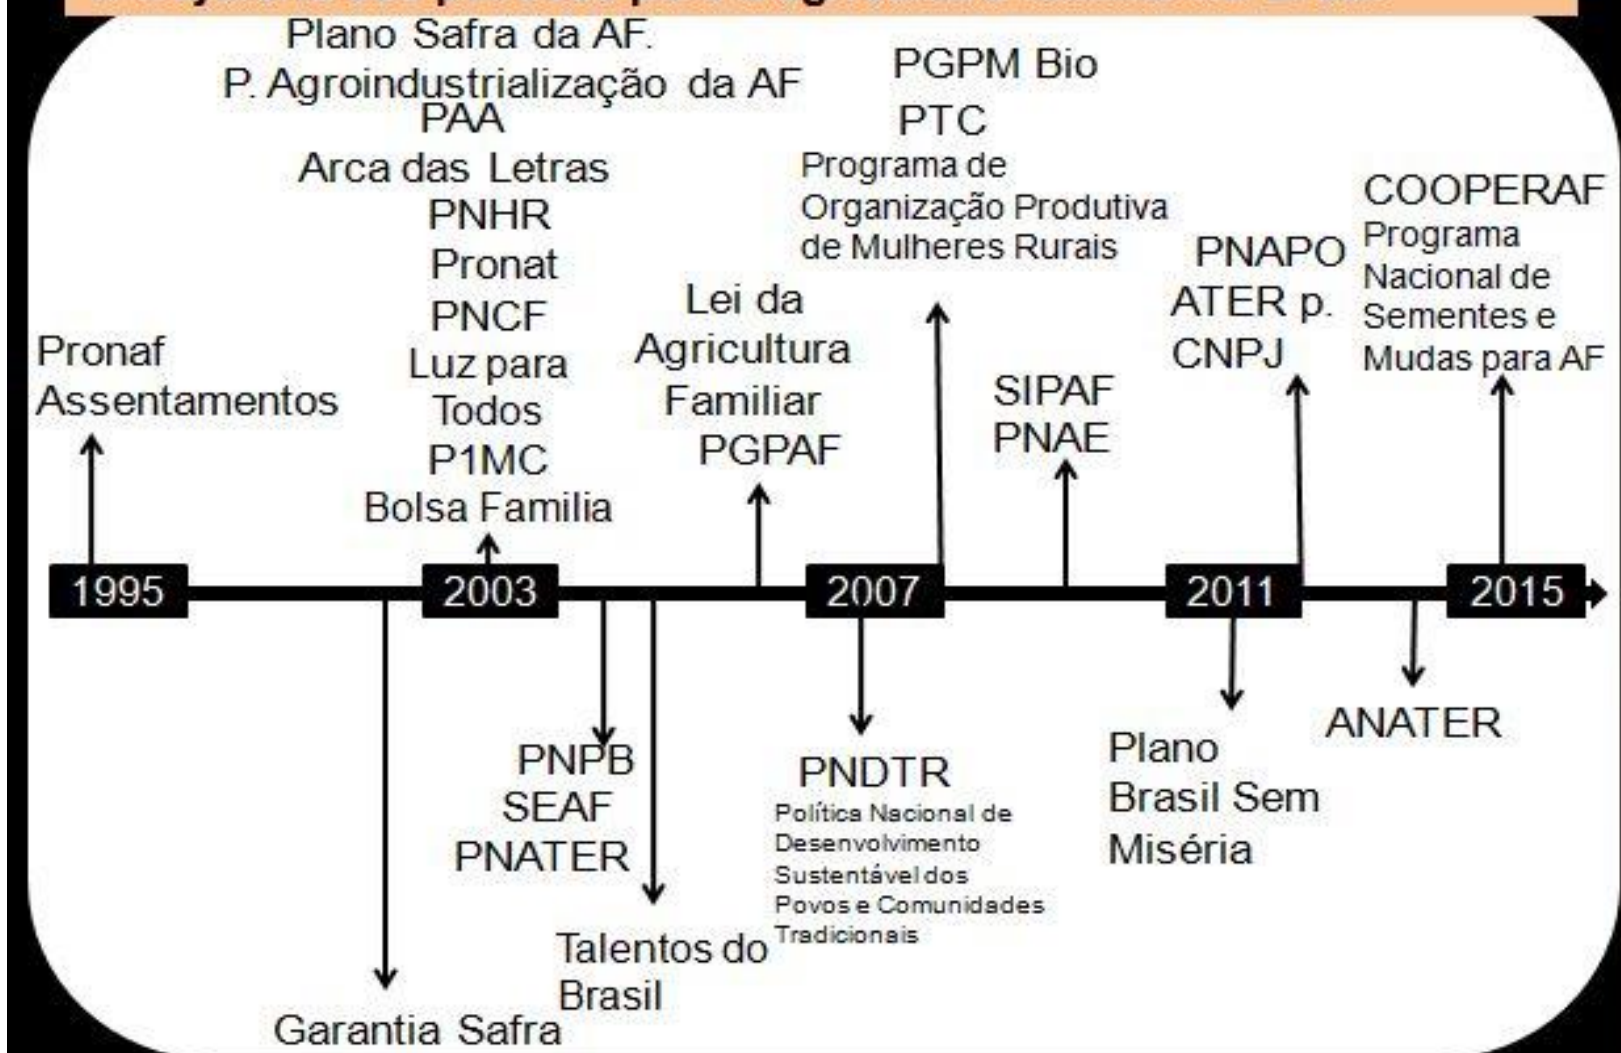 Plano Safra da AF.
P. Agroindustrialização da AF
PAA
Arca das Letras
PNHR
Pronat
PNCF
Luz para
Todos
P1MC
Bolsa Familia
PGPM Bio
PTC
Programa de
Organização Produtiva
de Mulheres Rurais
COOPERAF
Programa
Nacional de
Sementes e
Mudas para AF
PNAPO
ATER p.
CNPJ
Lei da
Agricultura
Familiar
PGPAF
SIPAF
PNAE
Pronaf
Assentamentos
1995
2003
2007
2011
2015
PNPB
SEAF
PNATER
PNDTR
Política Nacional de
Desenvolvimento
Sustentável dos
Povos e Comunidades
Tradicionais
Plano
Brasil Sem
Miséria
ANATER
Talentos do
Brasil
Garantia Safra